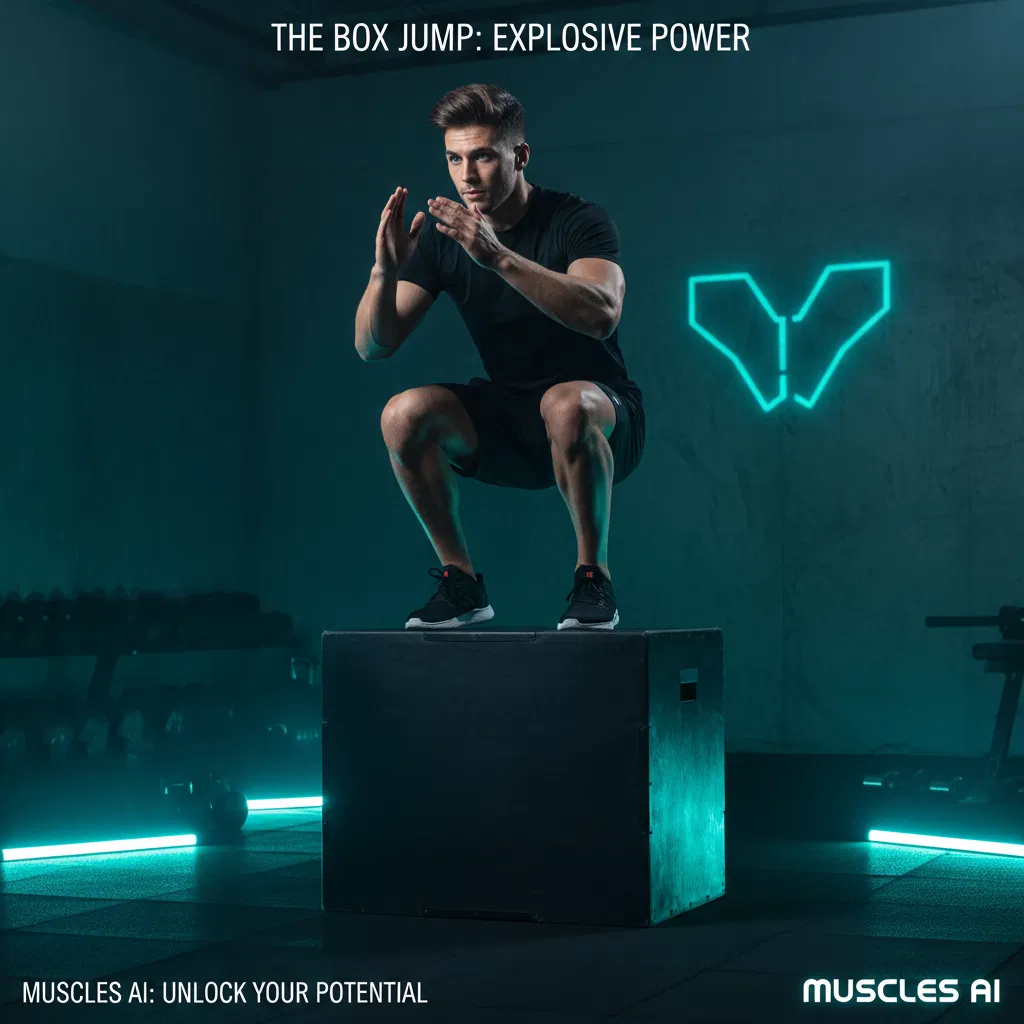 THE BOX JUMP: EXPLOSIVE POWER
MUSCLES AI: UNLOCK YOUR POTENTIAL
MUSCLES AI